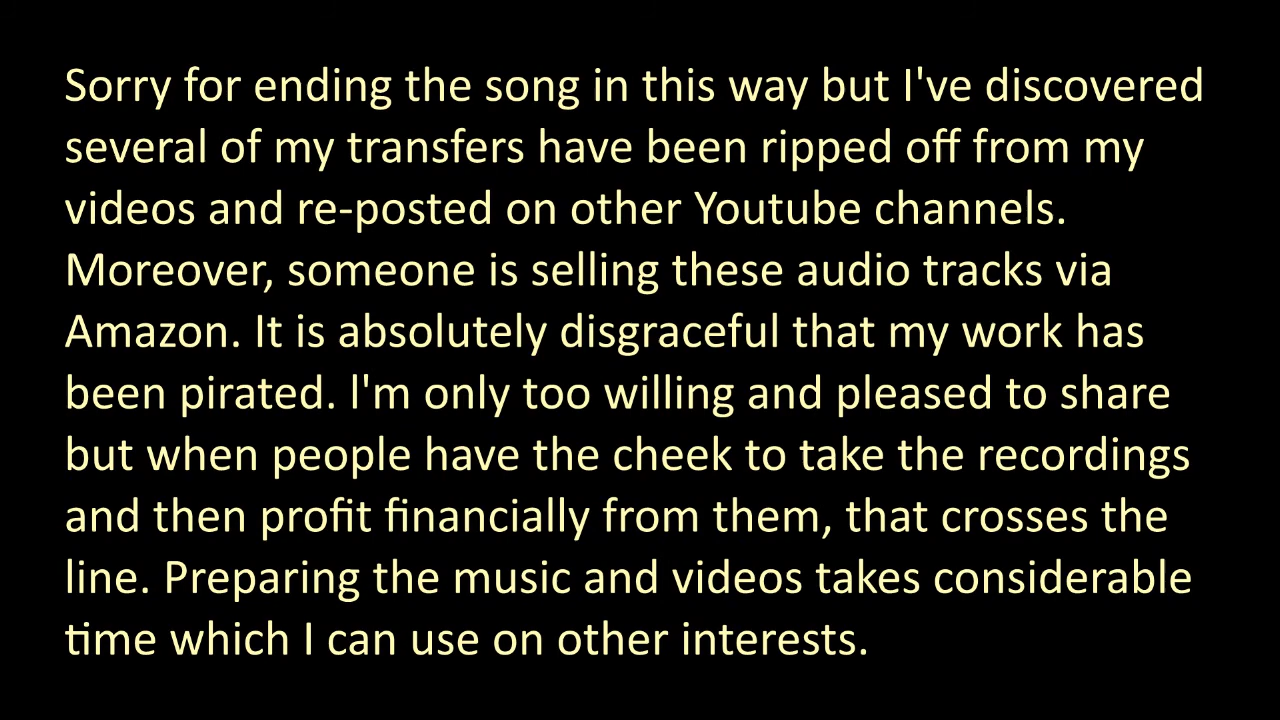 Sorry for ending the song in this way but I've discovered
several of my transfers have been ripped off from my
videos and re-posted on other Youtube channels.
Moreover, someone is selling these audio tracks via
Amazon. It is absolutely disgraceful that my work has
been pirated. l'm only too willing and pleased to share
but when people have the cheek to take the recordings
and then profit financially from them, that crosses the
line. Preparing the music and videos takes considerable
time which I can use on other interests.